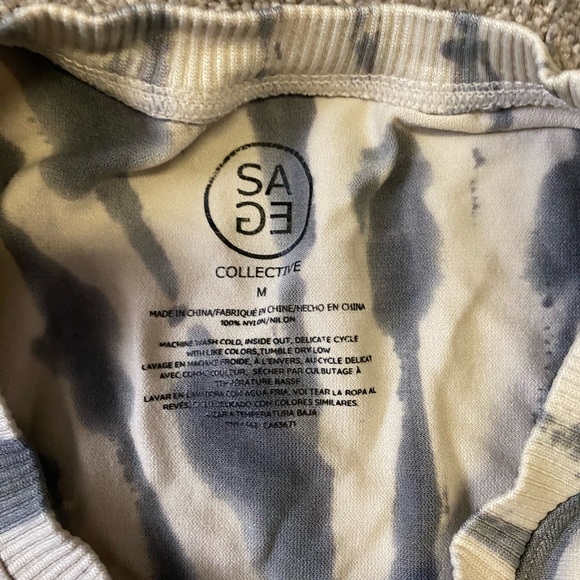 SA
GE
COLLECTIVE
M
MADE IN CHINA/FABRIQUÉ EN CHINE/HECHO EN CHINA
100% NYLON/NILON
MACHINE WASH COLD, INSIDE OUT, DELICATE CYCLE
WITH LIKE COLORS, TUMBLE DRY LOW
LAVAGE EN MACHINE FROIDE, À L'ENVERS, AU CYCLE DELICAT
AVEC COULEUR, SÉCHER PAR CULBUTAGE À
TEMPÉRATURE BASSE
LAVAR EN LAVADORA CON AGUA FRIA, VOLTEAR LA ROPA AL
REVÉS, DELICADO CON COLORES SIMILARES.
A TEMPERATURA BAJA
CA65671